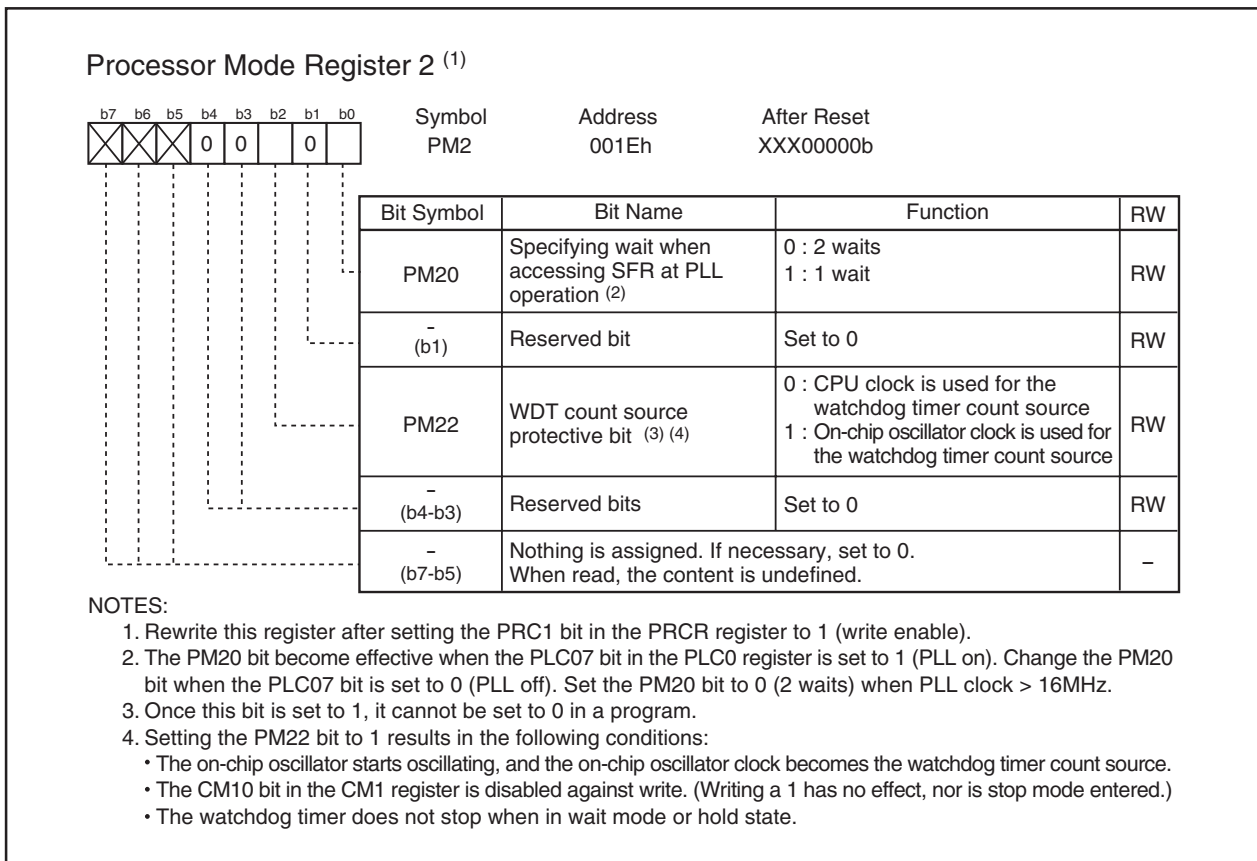 Processor Mode Register 2 (1)
b7 b6 b5 b4 b3 b2 b1 b0
0 0 0
Symbol Address After Reset
PM2 001Eh XXX00000b
Bit Symbol Bit Name Function RW
PM20 Specifying wait when accessing SFR at PLL operation (2) 0 : 2 waits 1 : 1 wait RW
– (b1) Reserved bit Set to 0 RW
PM22 WDT count source protective bit (3) (4) 0 : CPU clock is used for the watchdog timer count source 1 : On-chip oscillator clock is used for the watchdog timer count source RW
– (b4-b3) Reserved bits Set to 0 RW
– (b7-b5) Nothing is assigned. If necessary, set to 0. When read, the content is undefined. –
NOTES:
1. Rewrite this register after setting the PRC1 bit in the PRCR register to 1 (write enable).
2. The PM20 bit become effective when the PLC07 bit in the PLC0 register is set to 1 (PLL on). Change the PM20
bit when the PLC07 bit is set to 0 (PLL off). Set the PM20 bit to 0 (2 waits) when PLL clock > 16MHz.
3. Once this bit is set to 1, it cannot be set to 0 in a program.
4. Setting the PM22 bit to 1 results in the following conditions:
• The on-chip oscillator starts oscillating, and the on-chip oscillator clock becomes the watchdog timer count source.
• The CM10 bit in the CM1 register is disabled against write. (Writing a 1 has no effect, nor is stop mode entered.)
• The watchdog timer does not stop when in wait mode or hold state.